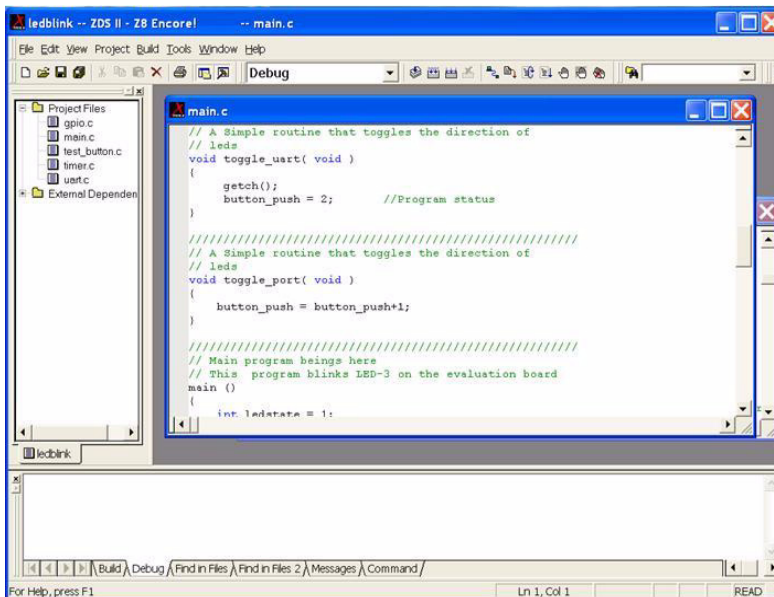 ledblink -- ZDS II - Z8 Encore! -- main.c
File Edit View Project Build Tools Window Help
Debug
Project Files
gpio.c
main.c
test_button.c
timer.c
uart.c
External Dependen
ledblink
main.c
// A Simple routine that toggles the direction of
// leds
void toggle_uart( void )
{
getch();
button_push = 2; //Program status
}
/////////////////////////////////////////////////////////
// A Simple routine that toggles the direction of
// leds
void toggle_port( void )
{
button_push = button_push+1;
}
/////////////////////////////////////////////////////////
// Main program beings here
// This program blinks LED-3 on the evaluation board
main ()
{
int ledstate = 1;
Build Debug Find in Files Find in Files 2 Messages Command
For Help, press F1 Ln 1, Col 1 READ